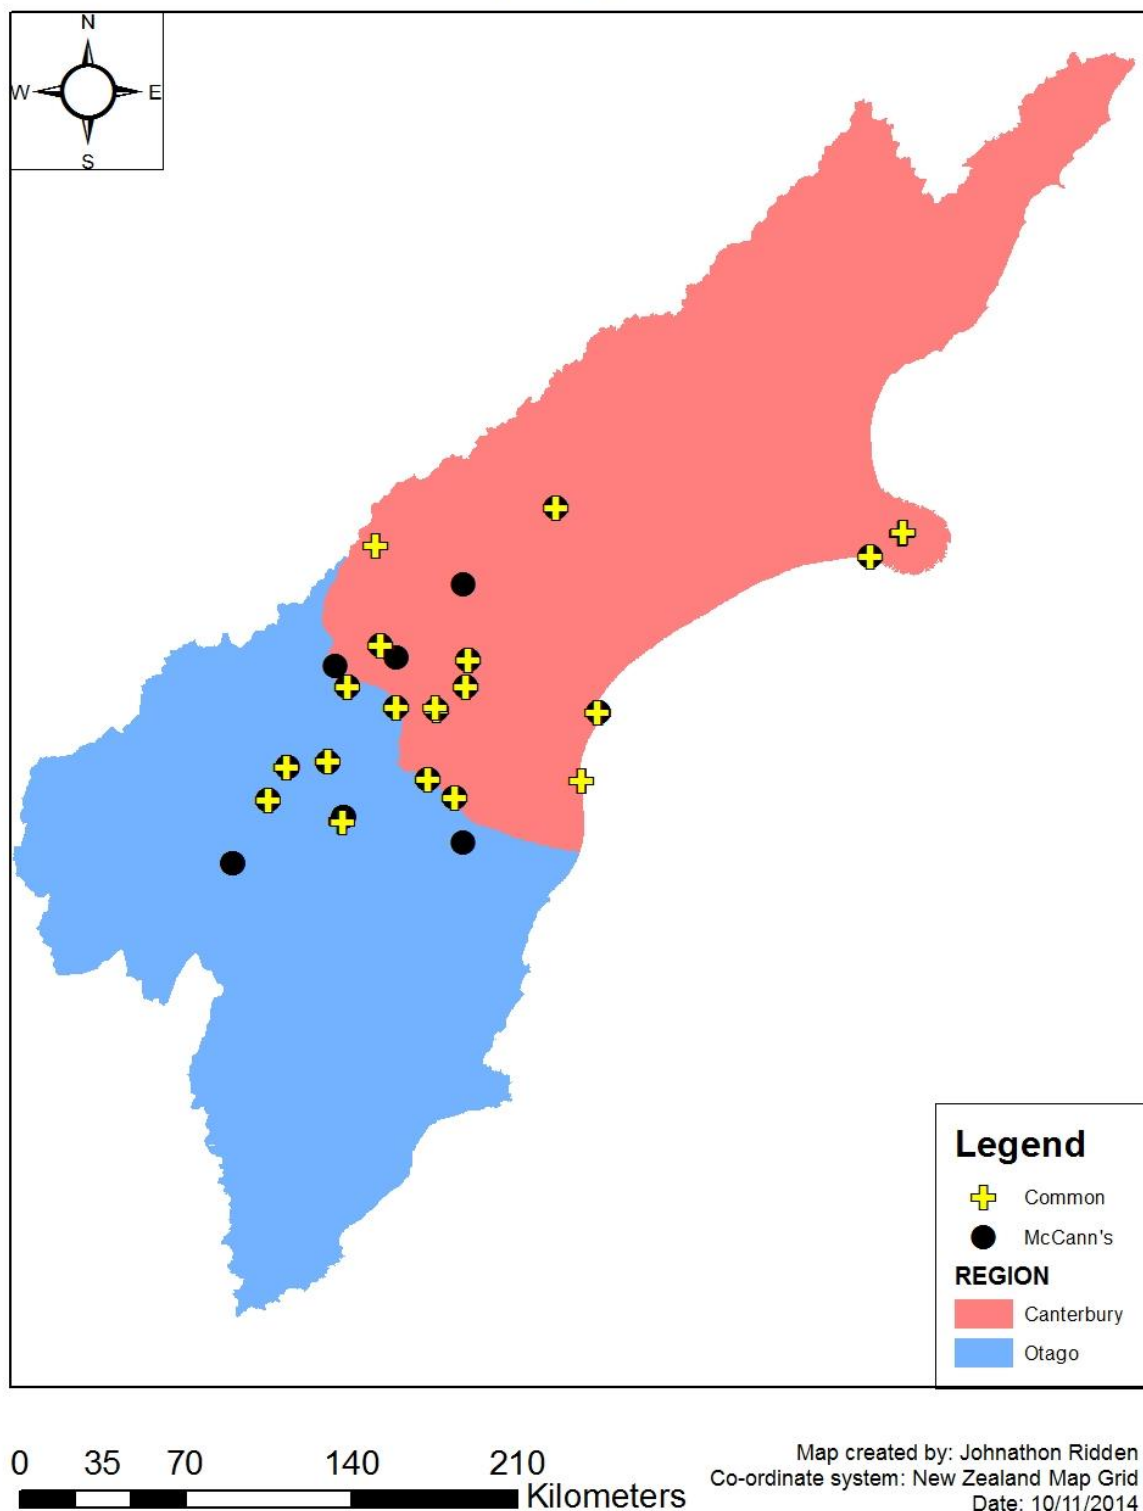 N
W E
S
Legend
Common
McCann's
REGION
Canterbury
Otago
0 35 70 140 210
Kilometers
Map created by: Johnathon Ridden
Co-ordinate system: New Zealand Map Grid
Date: 10/11/2014